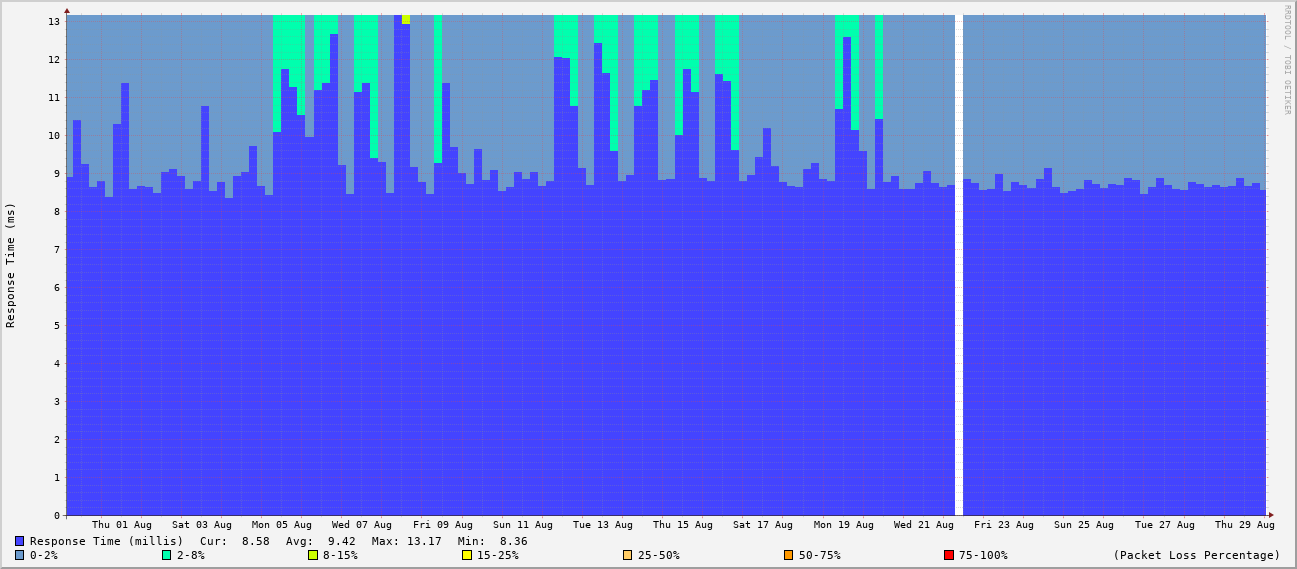 RRDTOOL / TOBI OETIKER
Response Time (ms)
13
12
11
10
9
8
7
6
5
4
3
2
1
0
Thu 01 Aug Sat 03 Aug Mon 05 Aug Wed 07 Aug Fri 09 Aug Sun 11 Aug Tue 13 Aug Thu 15 Aug Sat 17 Aug Mon 19 Aug Wed 21 Aug Fri 23 Aug Sun 25 Aug Tue 27 Aug Thu 29 Aug
Response Time (millis) Cur: 8.58 Avg: 9.42 Max: 13.17 Min: 8.36
0-2% 2-8% 8-15% 15-25% 25-50% 50-75% 75-100% (Packet Loss Percentage)